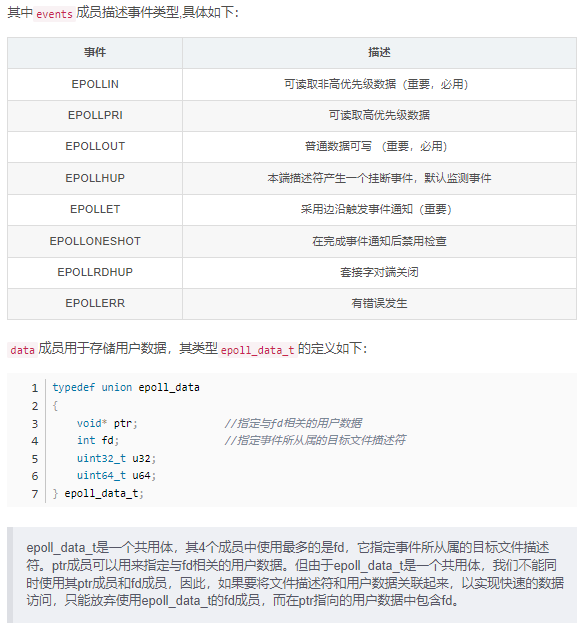 其中 events 成员描述事件类型,具体如下：
事件 描述
EPOLLIN 可读取非高优先级数据（重要，必用）
EPOLLPRI 可读取高优先级数据
EPOLLOUT 普通数据可写 （重要，必用）
EPOLLHUP 本端描述符产生一个挂断事件，默认监测事件
EPOLLET 采用边沿触发事件通知（重要）
EPOLLONESHOT 在完成事件通知后禁用检查
EPOLLRDHUP 套接字对端关闭
EPOLLERR 有错误发生
data 成员用于存储用户数据，其类型 epoll_data_t 的定义如下：
1 typedef union epoll_data
2 {
3 void* ptr; //指定与fd相关的用户数据
4 int fd; //指定事件所从属的目标文件描述符
5 uint32_t u32;
6 uint64_t u64;
7 } epoll_data_t;
epoll_data_t是一个共用体，其4个成员中使用最多的是fd，它指定事件所从属的目标文件描述
符。ptr成员可以用来指定与fd相关的用户数据。但由于epoll_data_t是一个共用体，我们不能同
时使用其ptr成员和fd成员，因此，如果要将文件描述符和用户数据关联起来，以实现快速的数据
访问，只能放弃使用epoll_data_t的fd成员，而在ptr指向的用户数据中包含fd。